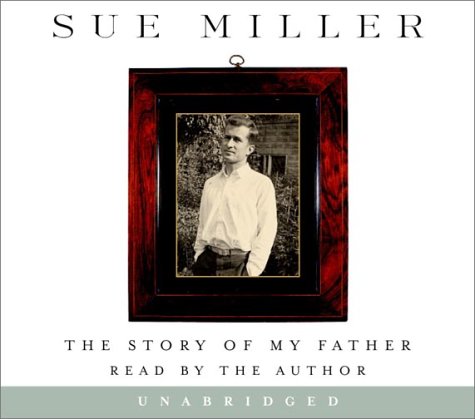 SUE MILLER
THE STORY OF MY FATHER
READ BY THE AUTHOR
UNABRIDGED